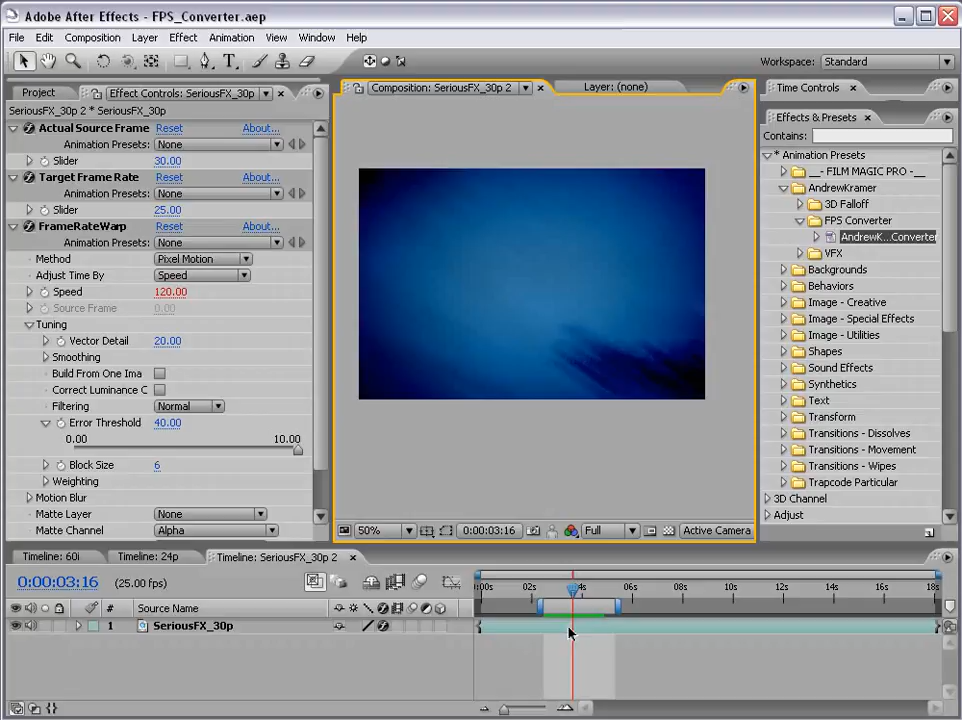 Adobe After Effects - FPS_Converter.aep
File Edit Composition Layer Effect Animation View Window Help
Workspace: Standard
Project Effect Controls: SeriousFX_30p
Composition: SeriousFX_30p 2
Layer: (none)
Time Controls
SeriousFX_30p 2 * SeriousFX_30p
Actual Source Frame Reset About...
Animation Presets: None
Slider 30.00
Target Frame Rate Reset About...
Animation Presets: None
Slider 25.00
FrameRateWarp Reset About...
Animation Presets: None
Method Pixel Motion
Adjust Time By Speed
Speed 120.00
Source Frame 0.00
Tuning
Vector Detail 20.00
Smoothing
Build From One Ima
Correct Luminance C
Filtering Normal
Error Threshold 40.00
0.00 10.00
Block Size 6
Weighting
Motion Blur
Matte Layer None
Matte Channel Alpha
50% 0:00:03:16 Full Active Camera
Effects & Presets
Contains:
* Animation Presets
__- FILM MAGIC PRO -__
AndrewKramer
3D Falloff
FPS Converter
AndrewK...Converter
VFX
Backgrounds
Behaviors
Image - Creative
Image - Special Effects
Image - Utilities
Shapes
Sound Effects
Synthetics
Text
Transform
Transitions - Dissolves
Transitions - Movement
Transitions - Wipes
Trapcode Particular
3D Channel
Adjust
Timeline: 60i Timeline: 24p Timeline: SeriousFX_30p 2
0:00:03:16 (25.00 fps)
:00s 02s 4s 06s 08s 10s 12s 14s 16s 18s
# Source Name
1 SeriousFX_30p